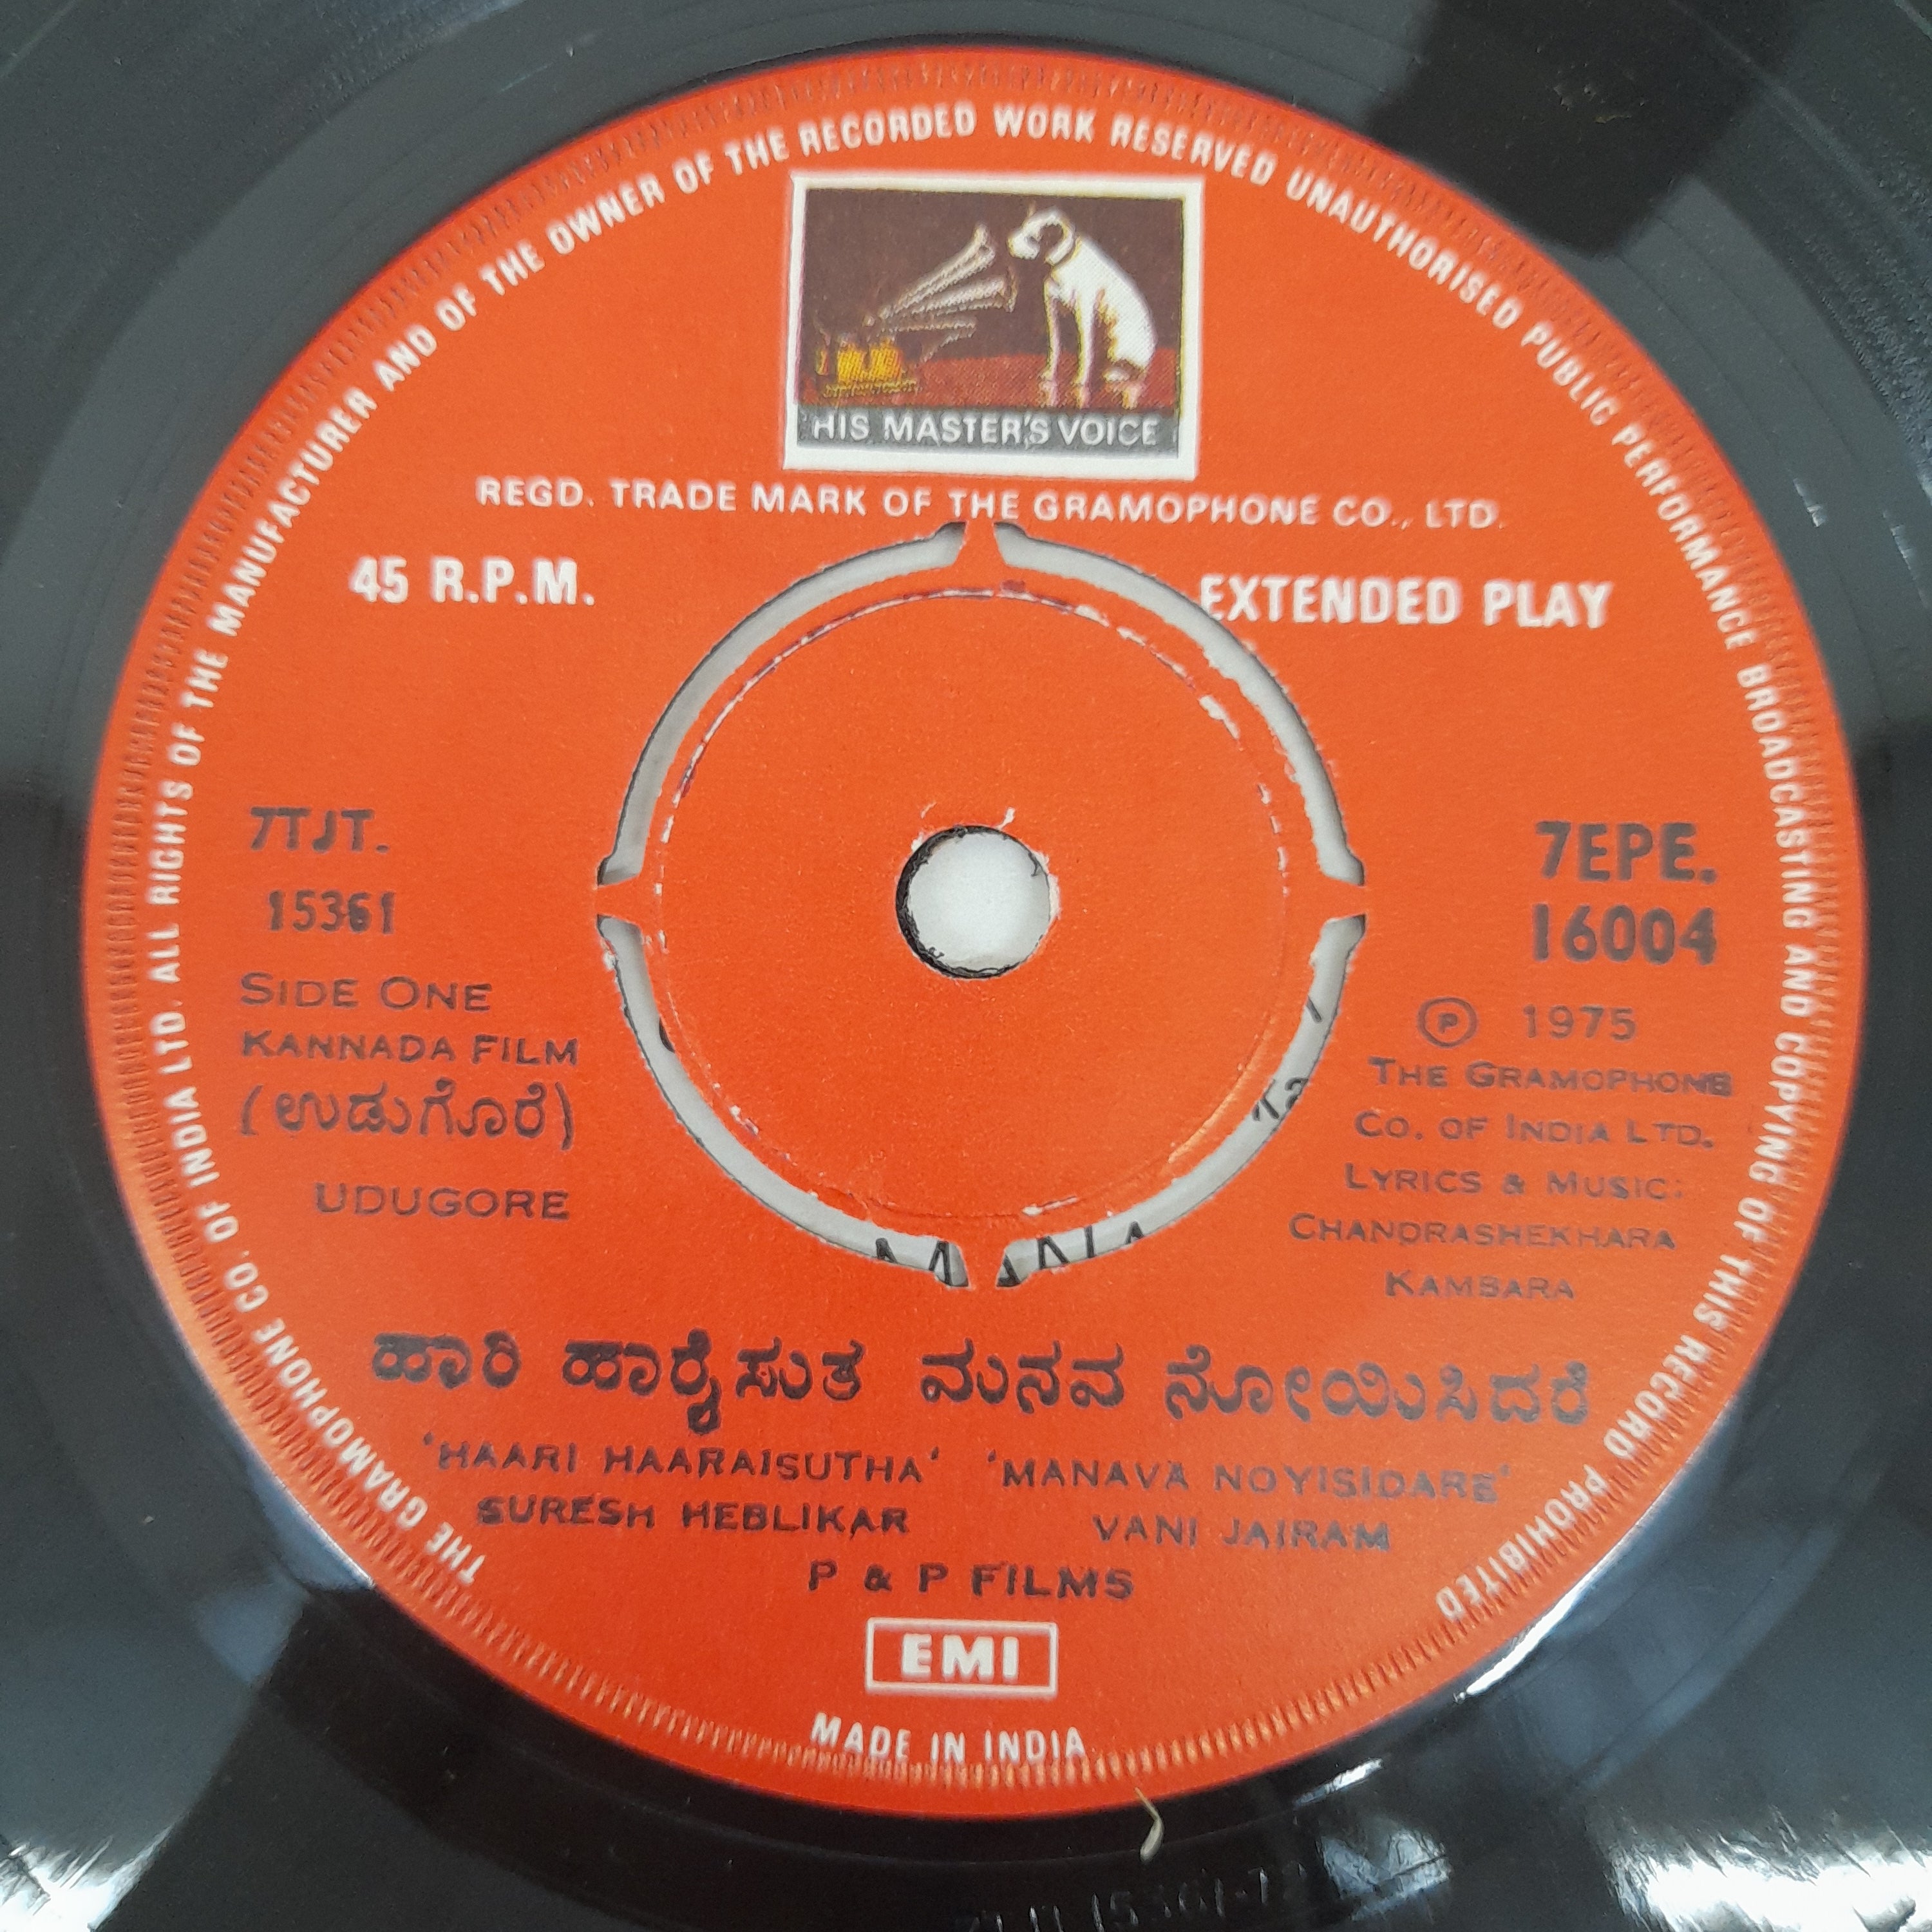 THE GRAMOPHONE CO. OF INDIA LTD. ALL RIGHTS OF THE MANUFACTURER AND OF THE OWNER OF THE RECORDED WORK RESERVED UNAUTHORISED PUBLIC PERFORMANCE BROADCASTING AND COPYING OF THIS RECORD PROHIBITED
HIS MASTER'S VOICE
REGD. TRADE MARK OF THE GRAMOPHONE CO., LTD.
45 R.P.M.
EXTENDED PLAY
7TJT.
15361
SIDE ONE
KANNADA FILM
(ಉಡುಗೊರೆ)
UDUGORE
7EPE.
16004
Ⓟ 1975
THE GRAMOPHONE
CO. OF INDIA LTD.
LYRICS & MUSIC:
CHANDRASHEKHARA
KAMBARA
ಹಾರಿ ಹಾರೈಸುತ ಮನವ ನೋಯಿಸಿದರೆ
'HAARI HAARAISUTHA' 'MANAVA NOYISIDARE'
SURESH HEBLIKAR VANI JAIRAM
P & P FILMS
EMI
MADE IN INDIA